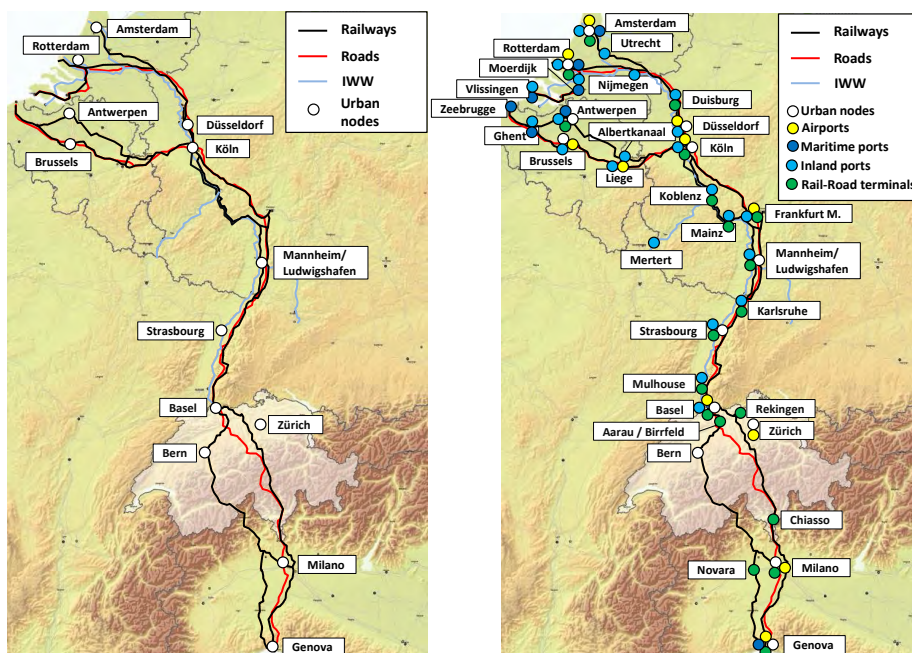 Amsterdam
Rotterdam
Antwerpen
Düsseldorf
Köln
Brussels
Mannheim/
Ludwigshafen
Strasbourg
Basel
Zürich
Bern
Milano
Genova
Railways
Roads
IWW
Urban
nodes
Amsterdam
Rotterdam
Utrecht
Moerdijk
Nijmegen
Vlissingen
Duisburg
Zeebrugge
Antwerpen
Ghent
Albertkanaal
Düsseldorf
Köln
Brussels
Liege
Koblenz
Frankfurt M.
Mainz
Mertert
Mannheim/
Ludwigshafen
Karlsruhe
Strasbourg
Mulhouse
Basel
Rekingen
Aarau / Birrfeld
Zürich
Bern
Chiasso
Novara
Milano
Genova
Railways
Roads
IWW
Urban nodes
Airports
Maritime ports
Inland ports
Rail-Road terminals